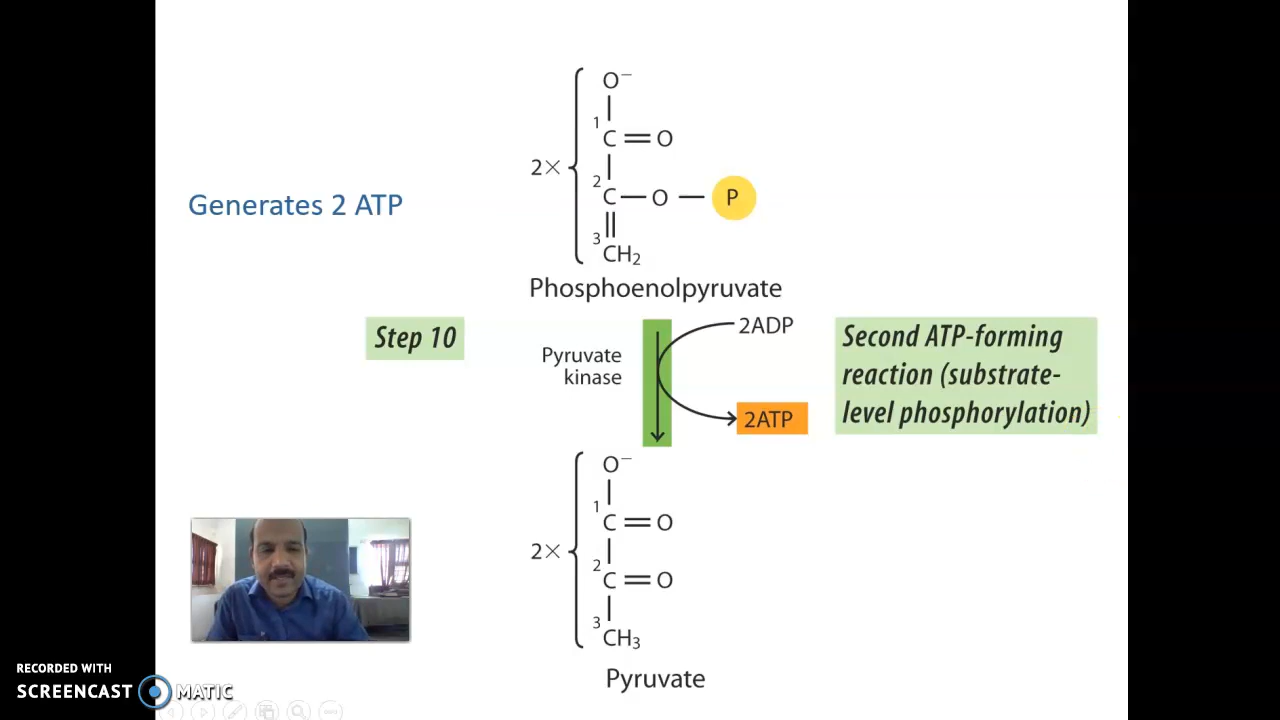 O−
1
C = O
2× 2
C — O — P
3
CH₂
Generates 2 ATP
Phosphoenolpyruvate
Step 10
Pyruvate
kinase
2ADP
2ATP
Second ATP-forming
reaction (substrate-
level phosphorylation)
O−
1
C = O
2× 2
C = O
3
CH₃
Pyruvate
RECORDED WITH
SCREENCAST MATIC